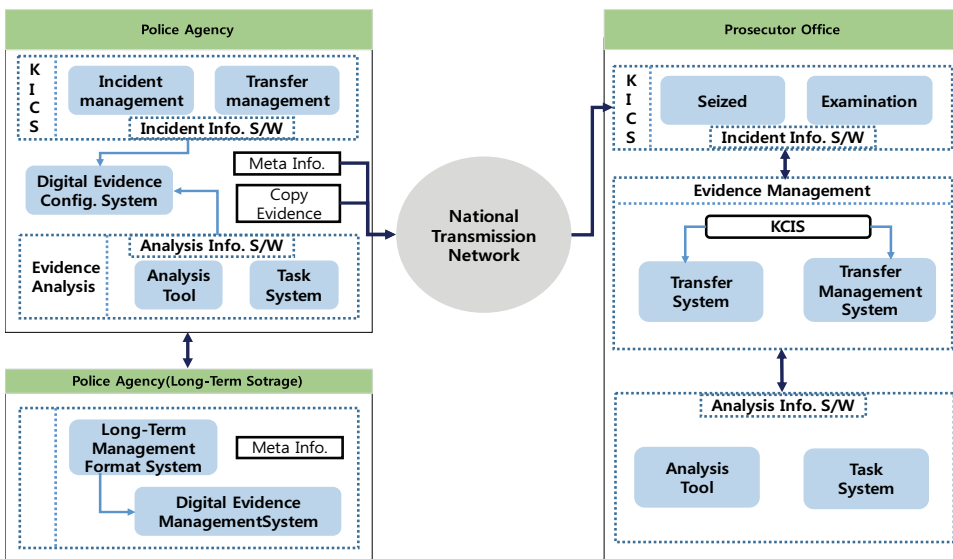 Police Agency
K
I
C
S
Incident
management
Transfer
management
Incident Info. S/W
Digital Evidence
Config. System
Meta Info.
Copy
Evidence
Analysis Info. S/W
Evidence
Analysis
Analysis
Tool
Task
System
Police Agency(Long-Term Sotrage)
Long-Term
Management
Format System
Meta Info.
Digital Evidence
ManagementSystem
National
Transmission
Network
Prosecutor Office
K
I
C
S
Seized
Examination
Incident Info. S/W
Evidence Management
KCIS
Transfer
System
Transfer
Management
System
Analysis Info. S/W
Analysis
Tool
Task
System